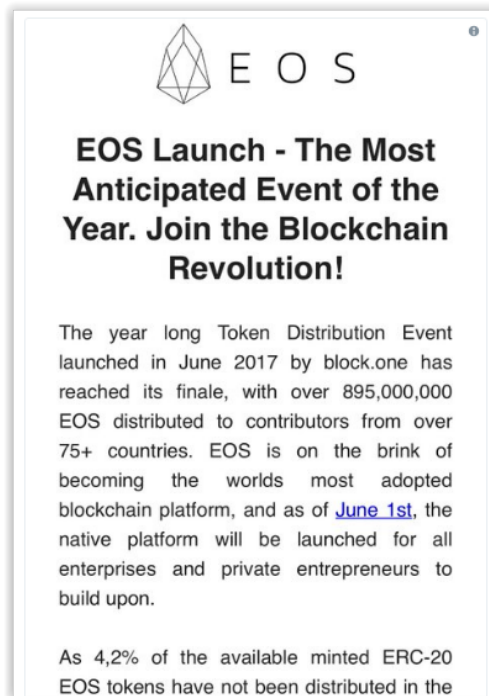 EOS
EOS Launch - The Most
Anticipated Event of the
Year. Join the Blockchain
Revolution!
The year long Token Distribution Event
launched in June 2017 by block.one has
reached its finale, with over 895,000,000
EOS distributed to contributors from over
75+ countries. EOS is on the brink of
becoming the worlds most adopted
blockchain platform, and as of June 1st, the
native platform will be launched for all
enterprises and private entrepreneurs to
build upon.
As 4,2% of the available minted ERC-20
EOS tokens have not been distributed in the